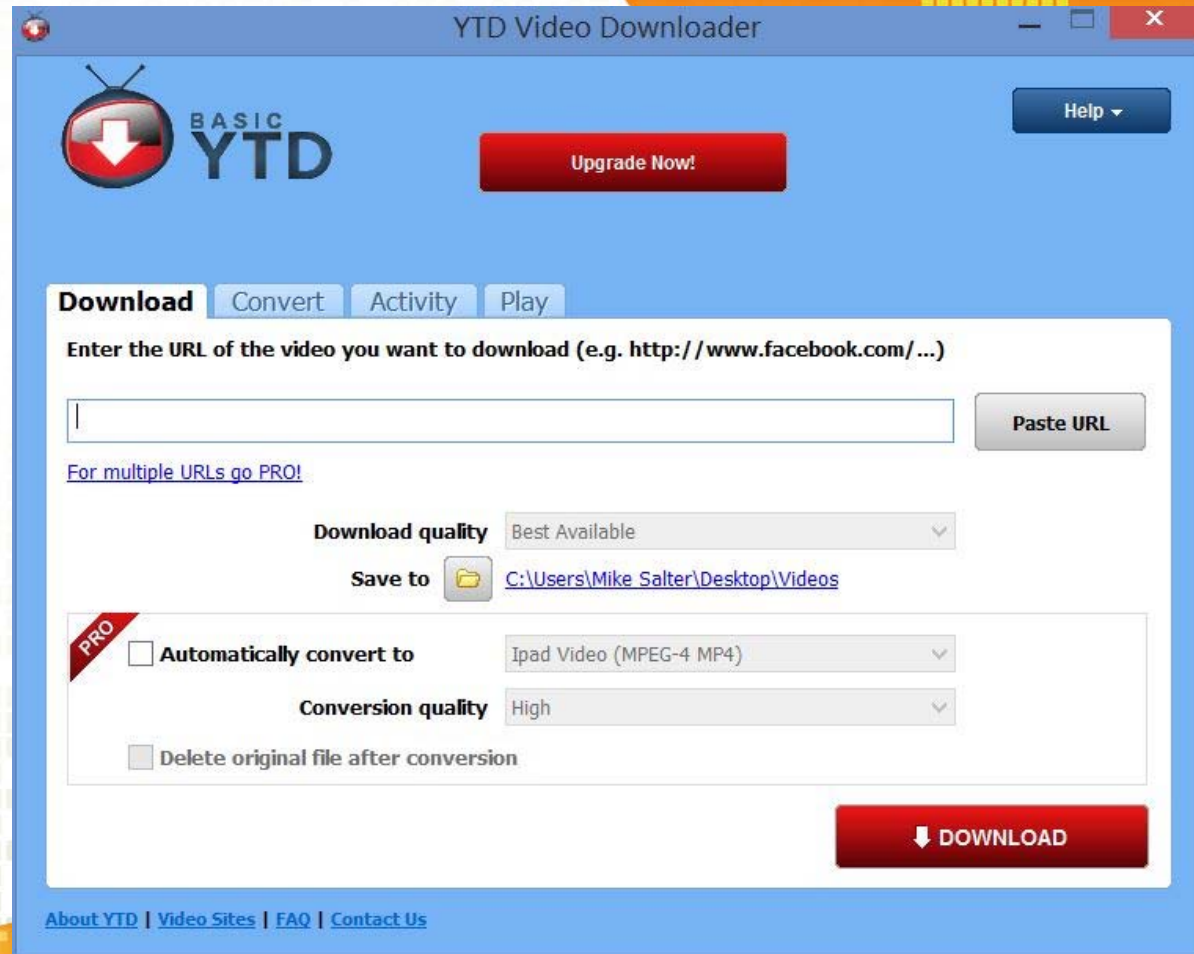 YTD Video Downloader
BASIC
YTD
Help
Upgrade Now!
Download Convert Activity Play
Enter the URL of the video you want to download (e.g. http://www.facebook.com/...)
Paste URL
For multiple URLs go PRO!
Download quality Best Available
Save to C:\Users\Mike Salter\Desktop\Videos
PRO
Automatically convert to Ipad Video (MPEG-4 MP4)
Conversion quality High
Delete original file after conversion
DOWNLOAD
About YTD | Video Sites | FAQ | Contact Us